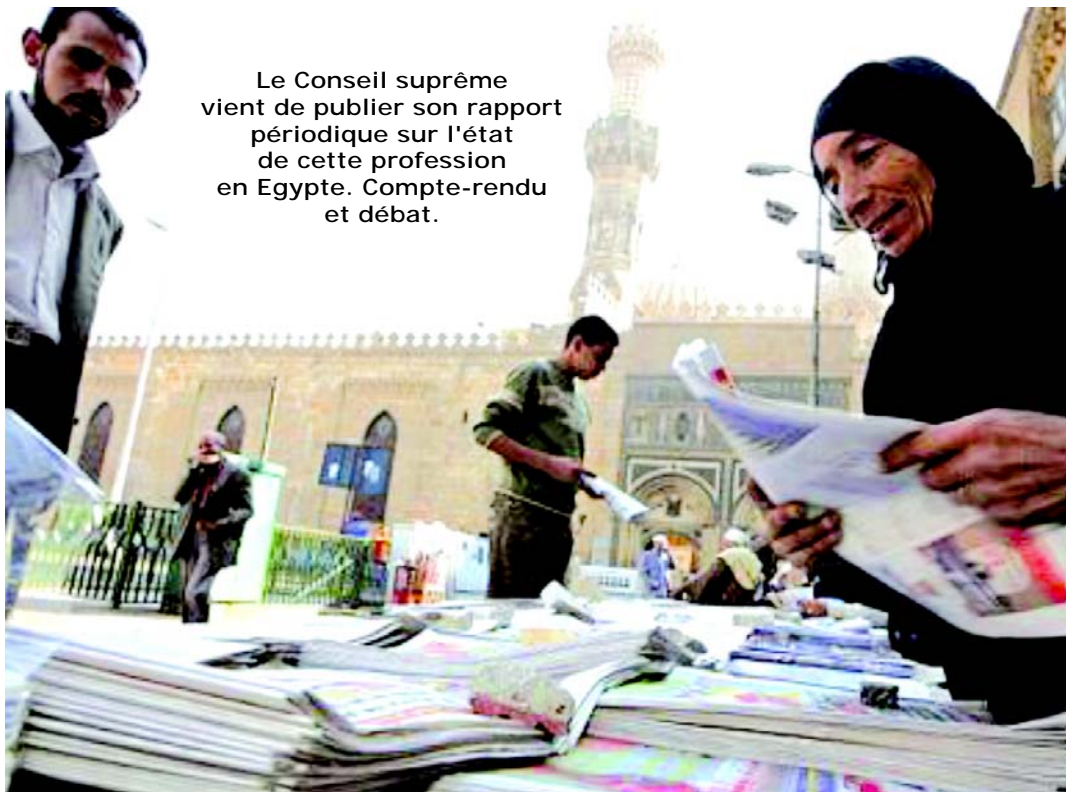 Le Conseil suprême
vient de publier son rapport
périodique sur l'état
de cette profession
en Egypte. Compte-rendu
et débat.